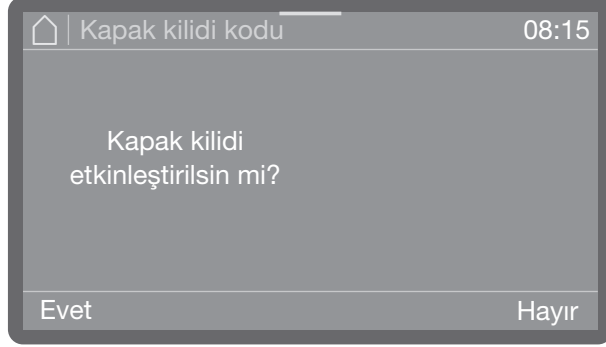 Kapak kilidi kodu 08:15
Kapak kilidi
etkinleştirilsin mi?
Evet Hayır